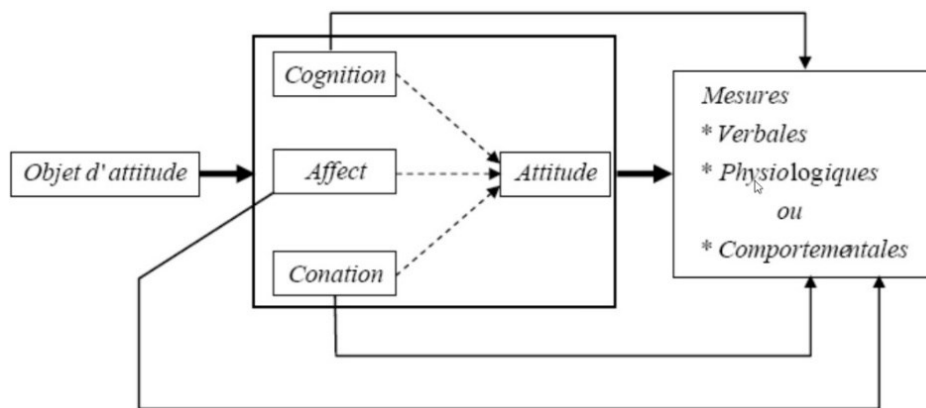 Cognition
Objet d'attitude
Affect
Attitude
Conation
Mesures
* Verbales
* Physiologiques
ou
* Comportementales